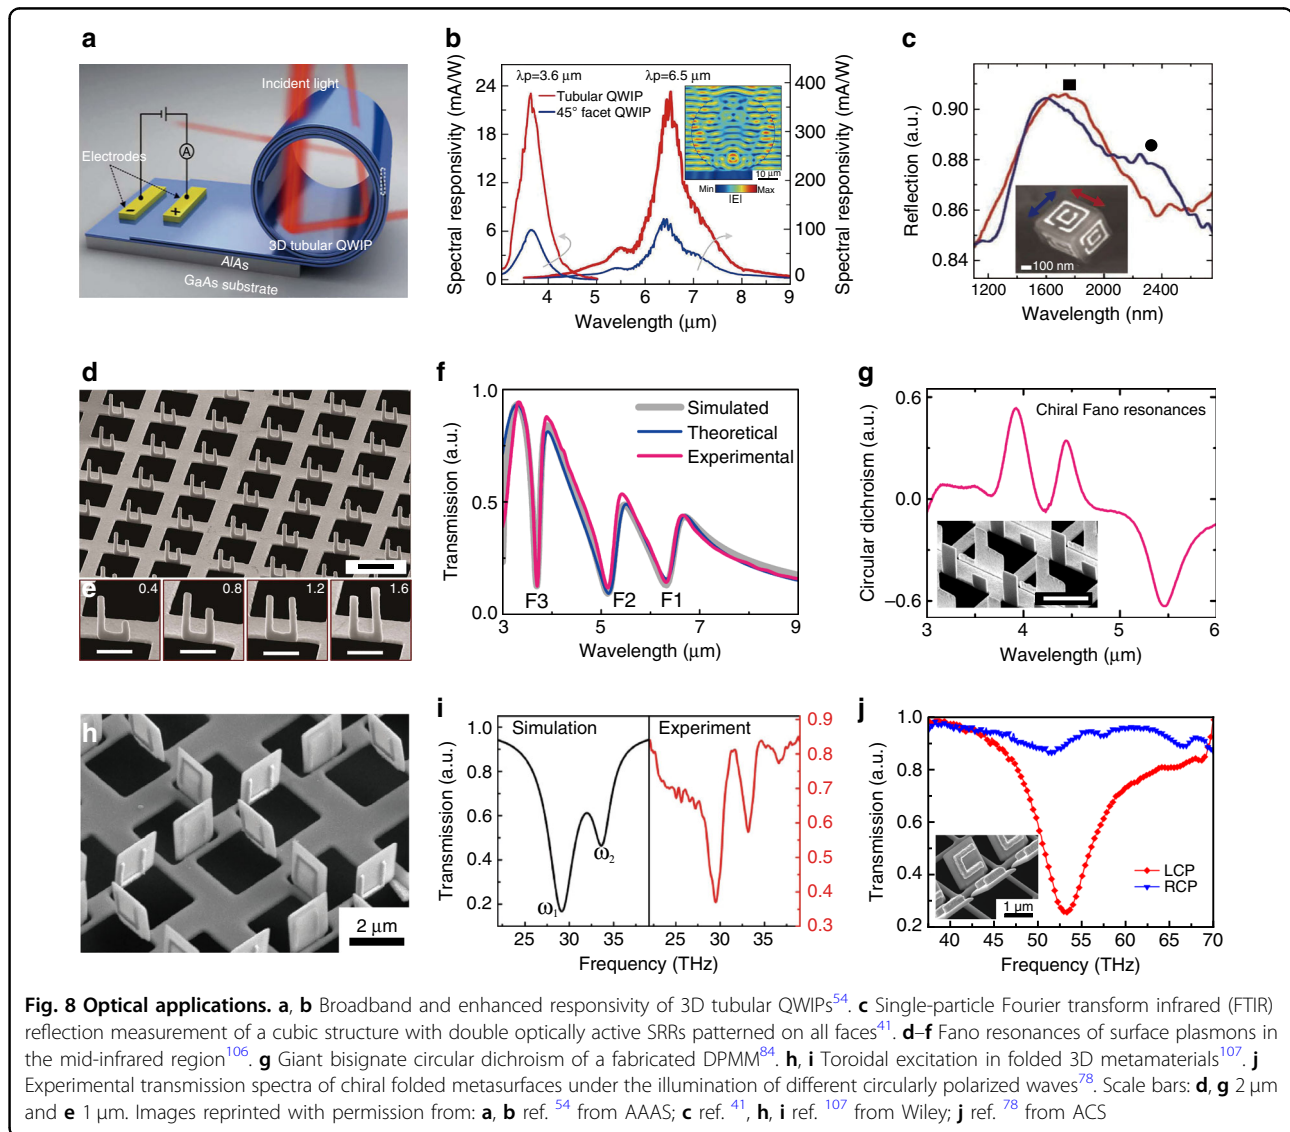 a
Incident light
A
Electrodes
-
+
3D tubular QWIP
AlAs
GaAs substrate
b
λp=3.6 μm
λp=6.5 μm
Tubular QWIP
45° facet QWIP
Spectral responsivity (mA/W)
24
18
12
6
0
400
300
200
100
0
Spectral responsivity (mA/W)
10 μm
Min
Max
|E|
4
5
6
7
8
9
Wavelength (μm)
c
Reflection (a.u.)
0.90
0.88
0.86
0.84
100 nm
1200
1600
2000
2400
Wavelength (nm)
d
e
0.4
0.8
1.2
1.6
f
Transmission (a.u.)
1.0
0.5
0.0
Simulated
Theoretical
Experimental
F3
F2
F1
3
5
7
9
Wavelength (μm)
g
Circular dichroism (a.u.)
0.6
0.0
−0.6
Chiral Fano resonances
3
4
5
6
Wavelength (μm)
h
2 μm
i
Transmission (a.u.)
1.0
0.8
0.6
0.4
0.2
Simulation
Experiment
ω1
ω2
0.9
0.8
0.7
0.6
0.5
0.4
0.3
25
30
35
25
30
35
Frequency (THz)
j
Transmission (a.u.)
1.0
0.8
0.6
0.4
0.2
1 μm
LCP
RCP
40
45
50
55
60
65
70
Frequency (THz)
Fig. 8 Optical applications. a, b Broadband and enhanced responsivity of 3D tubular QWIPs54. c Single-particle Fourier transform infrared (FTIR)
reflection measurement of a cubic structure with double optically active SRRs patterned on all faces41. d–f Fano resonances of surface plasmons in
the mid-infrared region106. g Giant bisignate circular dichroism of a fabricated DPMM84. h, i Toroidal excitation in folded 3D metamaterials107. j
Experimental transmission spectra of chiral folded metasurfaces under the illumination of different circularly polarized waves78. Scale bars: d, g 2 μm
and e 1 μm. Images reprinted with permission from: a, b ref. 54 from AAAS; c ref. 41, h, i ref. 107 from Wiley; j ref. 78 from ACS